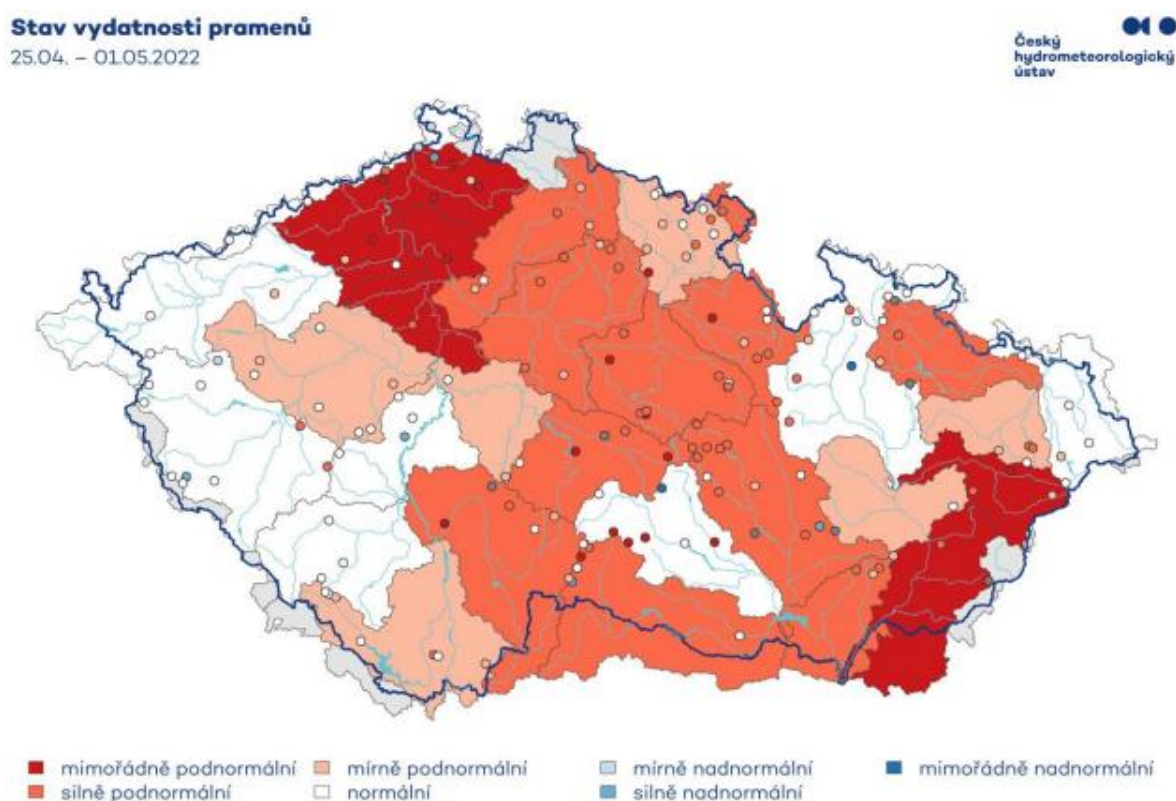 Stav vydatnosti pramenů
25.04. – 01.05.2022
Český
hydrometeorologický
ústav
mimořádně podnormální
mírně podnormální
mírně nadnormální
mimořádně nadnormální
silně podnormální
normální
silně nadnormální